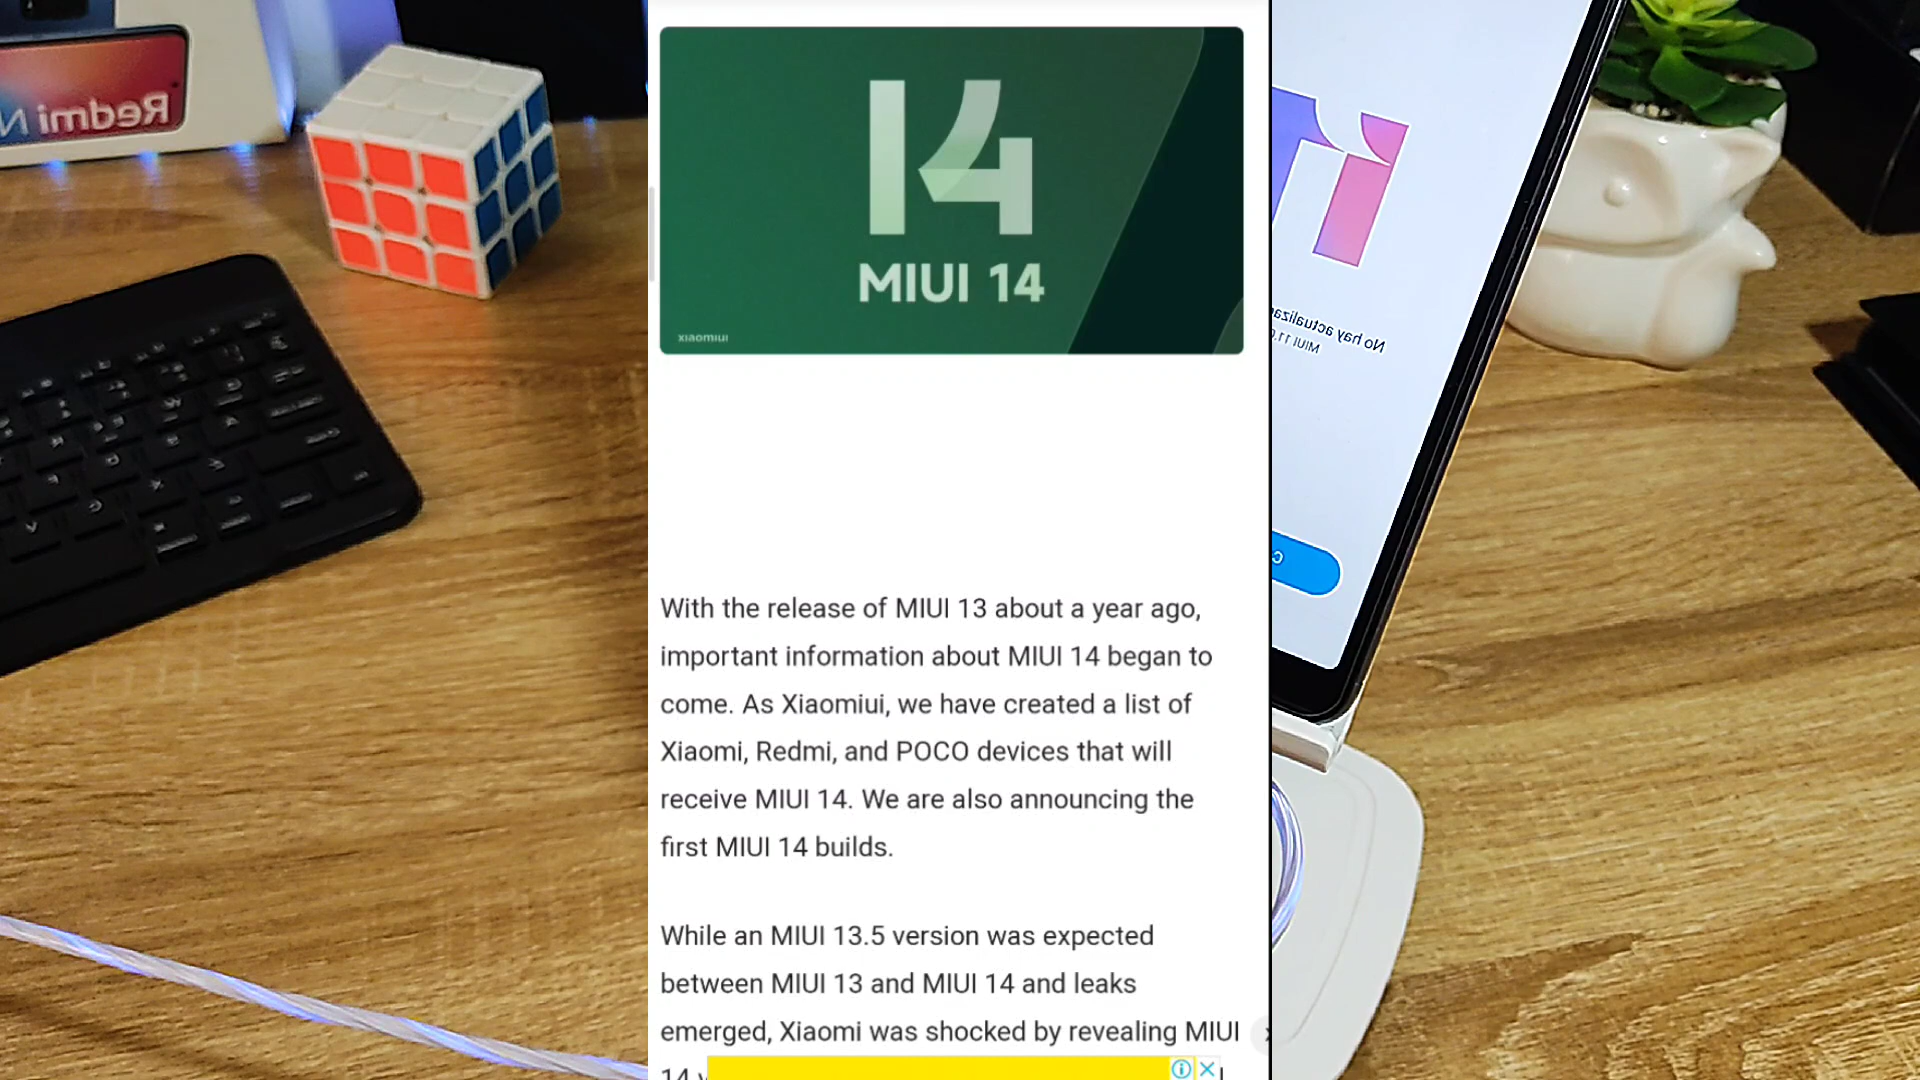 Redmi N
14
MIUI 14
xiaomiui
With the release of MIUI 13 about a year ago,
important information about MIUI 14 began to
come. As Xiaomiui, we have created a list of
Xiaomi, Redmi, and POCO devices that will
receive MIUI 14. We are also announcing the
first MIUI 14 builds.
While an MIUI 13.5 version was expected
between MIUI 13 and MIUI 14 and leaks
emerged, Xiaomi was shocked by revealing MIUI
14
No hay actualiza
MIUI 11.0